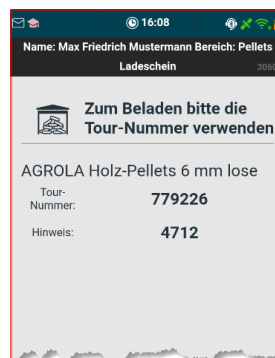 16:08
Name: Max Friedrich Mustermann Bereich: Pellets
Ladeschein
3060
Zum Beladen bitte die
Tour-Nummer verwenden
AGROLA Holz-Pellets 6 mm lose
Tour-
Nummer:
779226
Hinweis:
4712